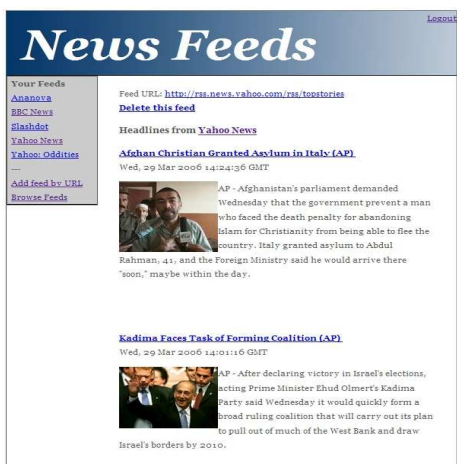 Logout
News Feeds
Your Feeds
Ananova
BBC News
Slashdot
Yahoo News
Yahoo: Oddities
---
Add feed by URL
Browse Feeds
Feed URL: http://rss.news.yahoo.com/rss/topstories
Delete this feed
Headlines from Yahoo News
Afghan Christian Granted Asylum in Italy (AP)
Wed, 29 Mar 2006 14:24:36 GMT
AP - Afghanistan's parliament demanded
Wednesday that the government prevent a man
who faced the death penalty for abandoning
Islam for Christianity from being able to flee the
country. Italy granted asylum to Abdul
Rahman, 41, and the Foreign Ministry said he would arrive there
"soon," maybe within the day.
Kadima Faces Task of Forming Coalition (AP)
Wed, 29 Mar 2006 14:01:16 GMT
AP - After declaring victory in Israel's elections,
acting Prime Minister Ehud Olmert's Kadima
Party said Wednesday it would quickly form a
broad ruling coalition that will carry out its plan
to pull out of much of the West Bank and draw
Israel's borders by 2010.